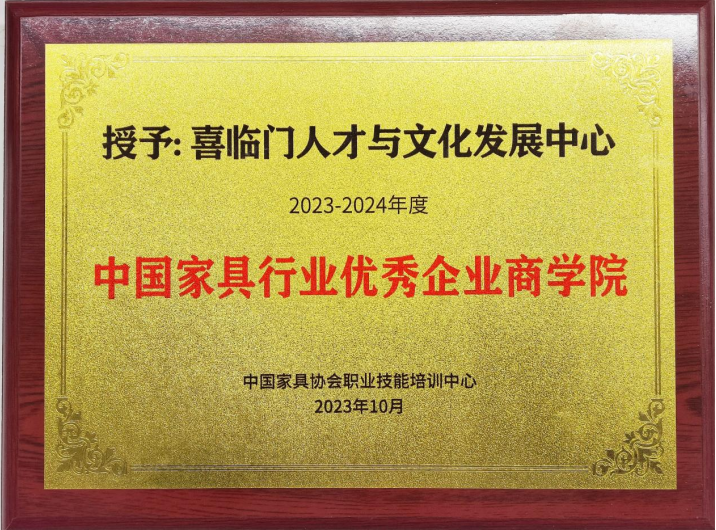 授予: 喜临门人才与文化发展中心
2023-2024年度
中国家具行业优秀企业商学院
中国家具协会职业技能培训中心
2023年10月